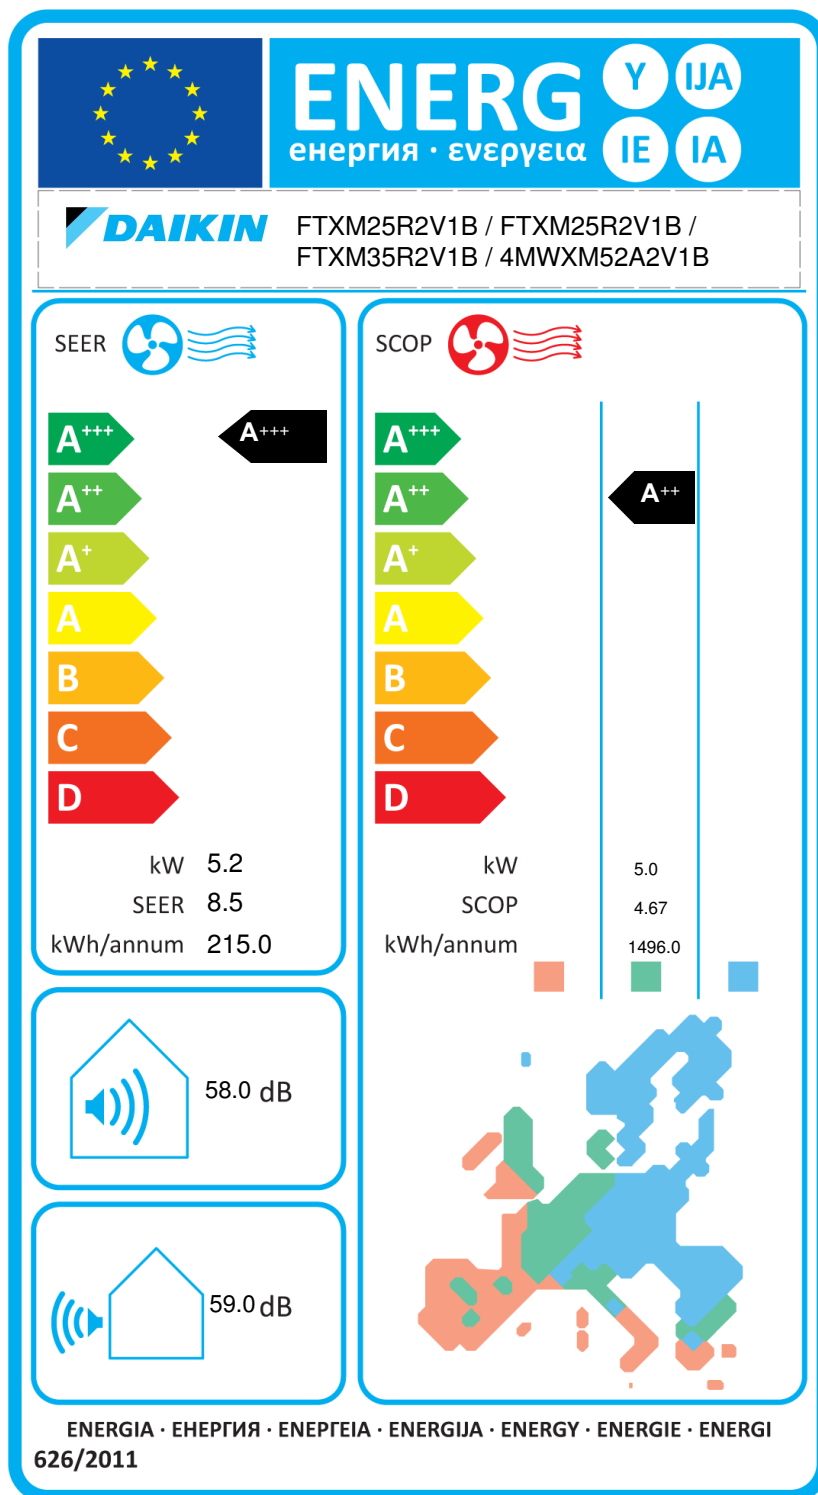 ENERG
енергия · ενεργεια
Y IJA
IE IA
DAIKIN
FTXM25R2V1B / FTXM25R2V1B /
FTXM35R2V1B / 4MWXM52A2V1B
SEER
A+++
A+++
A++
A+
A
B
C
D
kW 5.2
SEER 8.5
kWh/annum 215.0
SCOP
A+++
A++
A++
A+
A
B
C
D
kW 5.0
SCOP 4.67
kWh/annum 1496.0
58.0 dB
59.0 dB
ENERGIA · ЕНЕРГИЯ · ΕΝΕΡΓΕΙΑ · ENERGIJA · ENERGY · ENERGIE · ENERGI
626/2011